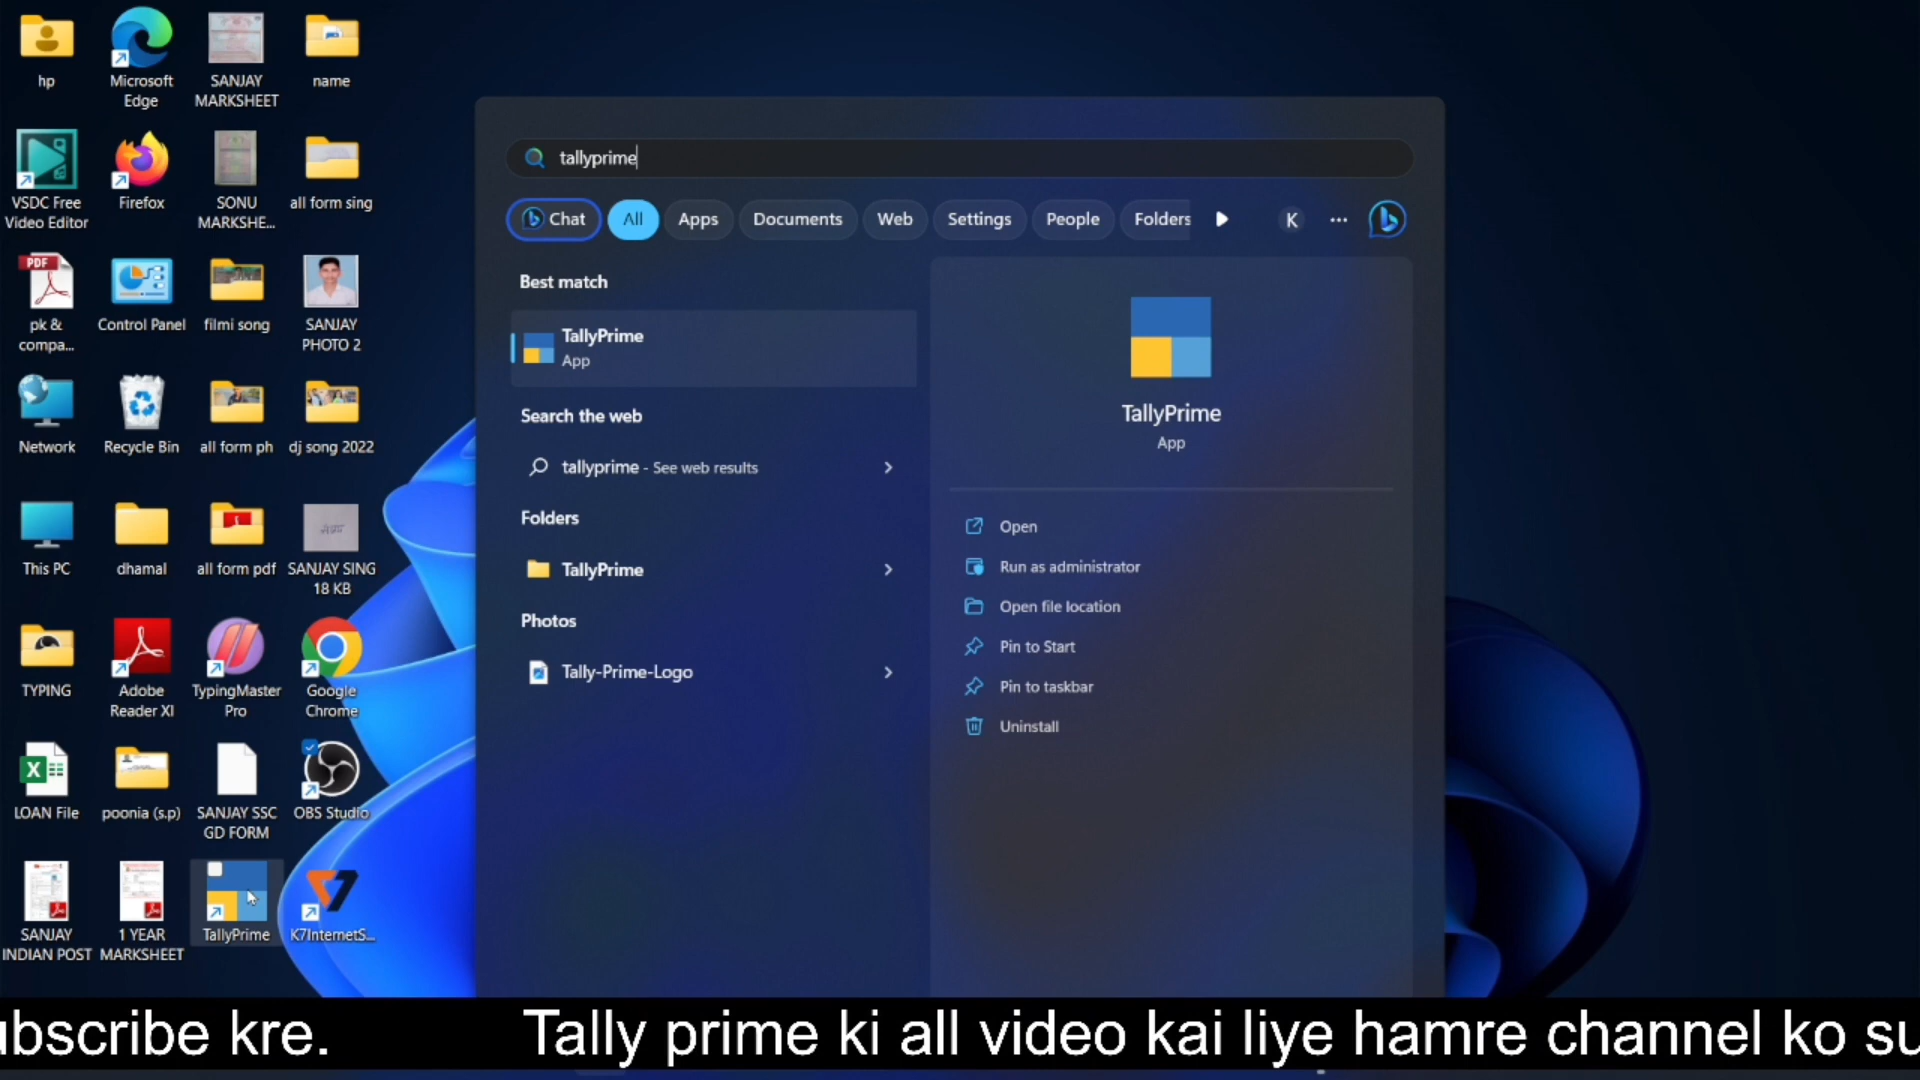 hp
Microsoft
Edge
SANJAY
MARKSHEET
name
VSDC Free
Video Editor
Firefox
SONU
MARKSHE...
all form sing
PDF
pk &
compa...
Control Panel
filmi song
SANJAY
PHOTO 2
Network
Recycle Bin
all form ph
dj song 2022
This PC
dhamal
all form pdf
SANJAY SING
18 KB
TYPING
Adobe
Reader XI
TypingMaster
Pro
Google
Chrome
LOAN File
poonia (s.p)
SANJAY SSC
GD FORM
OBS Studio
SANJAY
INDIAN POST
1 YEAR
MARKSHEET
TallyPrime
K7InternetS...
tallyprime
Chat All Apps Documents Web Settings People Folders K ...
Best match
TallyPrime
App
Search the web
tallyprime - See web results
Folders
TallyPrime
Photos
Tally-Prime-Logo
TallyPrime
App
Open
Run as administrator
Open file location
Pin to Start
Pin to taskbar
Uninstall
ubscribe kre. Tally prime ki all video kai liye hamre channel ko su